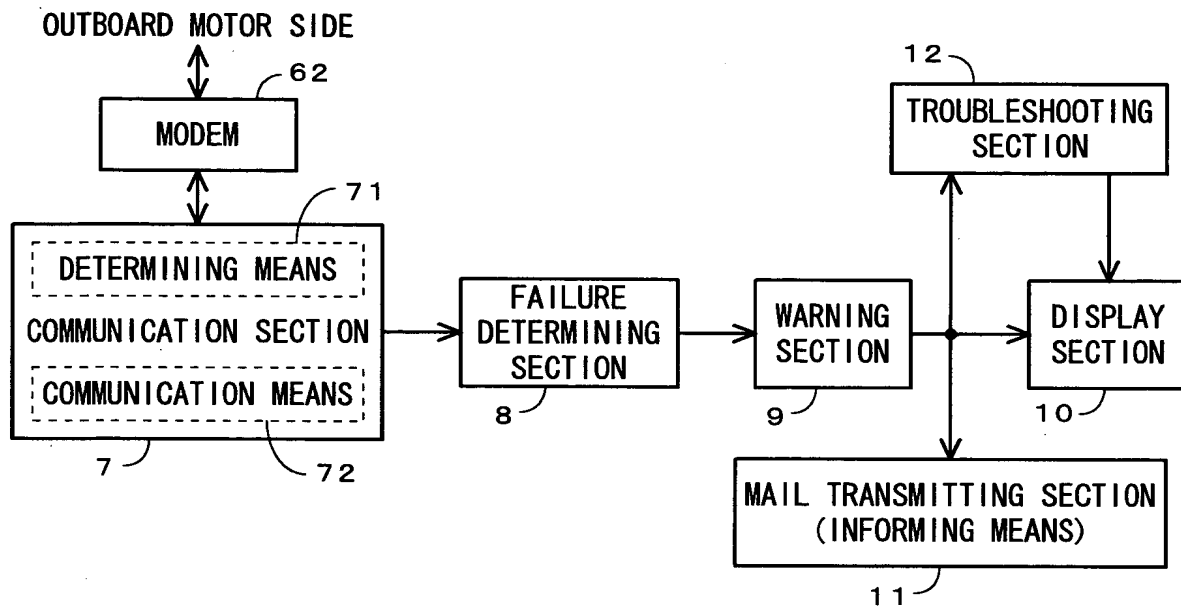 OUTBOARD MOTOR SIDE
62
MODEM
71
DETERMINING MEANS
COMMUNICATION SECTION
COMMUNICATION MEANS
7
72
FAILURE
DETERMINING
SECTION
8
WARNING
SECTION
9
12
TROUBLESHOOTING
SECTION
DISPLAY
SECTION
10
MAIL TRANSMITTING SECTION
(INFORMING MEANS)
11